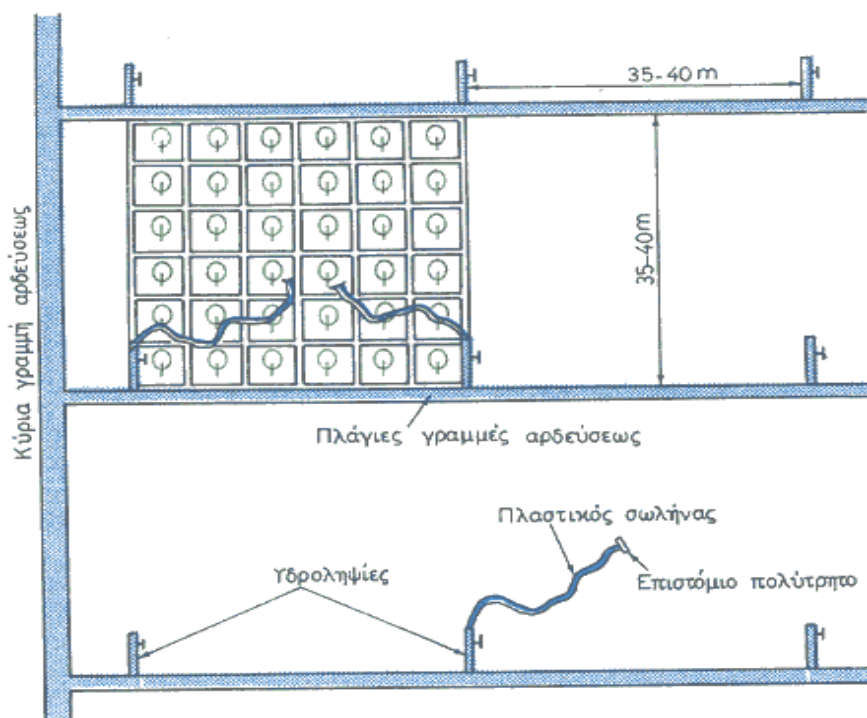 35-40 m
35-40m
Κύρια γραμμή αρδεύσεως
Πλάγιες γραμμές αρδεύσεως
Πλαστικός σωλήνας
Υδροληψίες
Επιστόμιο πολύτρητο